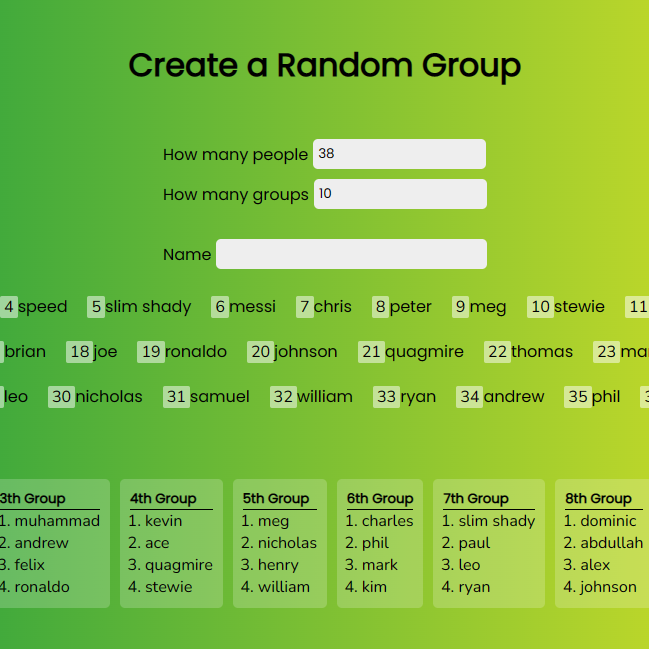 Create a Random Group
How many people 38
How many groups 10
Name
4 speed 5 slim shady 6 messi 7 chris 8 peter 9 meg 10 stewie 11
brian 18 joe 19 ronaldo 20 johnson 21 quagmire 22 thomas 23
leo 30 nicholas 31 samuel 32 william 33 ryan 34 andrew 35 phil
3th Group
1. muhammad
2. andrew
3. felix
4. ronaldo
4th Group
1. kevin
2. ace
3. quagmire
4. stewie
5th Group
1. meg
2. nicholas
3. henry
4. william
6th Group
1. charles
2. phil
3. mark
4. kim
7th Group
1. slim shady
2. paul
3. leo
4. ryan
8th Group
1. dominic
2. abdullah
3. alex
4. johnson